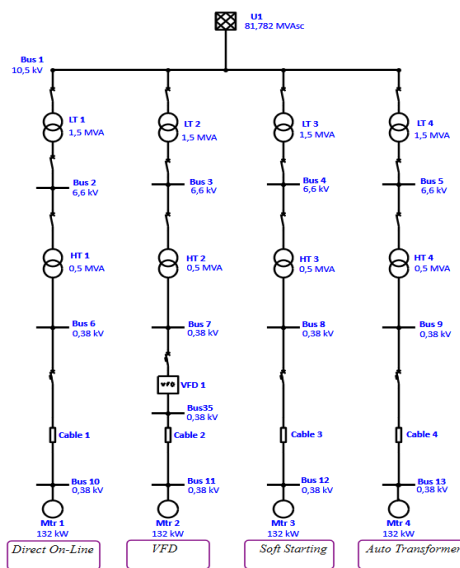 U1
81,782 MVAsc
Bus 1
10,5 kV
LT 1
1,5 MVA
LT 2
1,5 MVA
LT 3
1,5 MVA
LT 4
1,5 MVA
Bus 2
6,6 kV
Bus 3
6,6 kV
Bus 4
6,6 kV
Bus 5
6,6 kV
HT 1
0,5 MVA
HT 2
0,5 MVA
HT 3
0,5 MVA
HT 4
0,5 MVA
Bus 6
0,38 kV
Bus 7
0,38 kV
Bus 8
0,38 kV
Bus 9
0,38 kV
VFD
VFD 1
Bus35
0,38 kV
Cable 1
Cable 2
Cable 3
Cable 4
Bus 10
0,38 kV
Bus 11
0,38 kV
Bus 12
0,38 kV
Bus 13
0,38 kV
Mtr 1
132 kW
Mtr 2
132 kW
Mtr 3
132 kW
Mtr 4
132 kW
Direct On-Line
VFD
Soft Starting
Auto Transformer